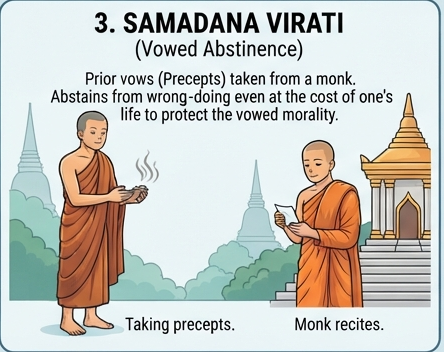 3. SAMADANA VIRATI
(Vowed Abstinence)
Prior vows (Precepts) taken from a monk.
Abstains from wrong-doing even at the cost of one's
life to protect the vowed morality.
Taking precepts.
Monk recites.